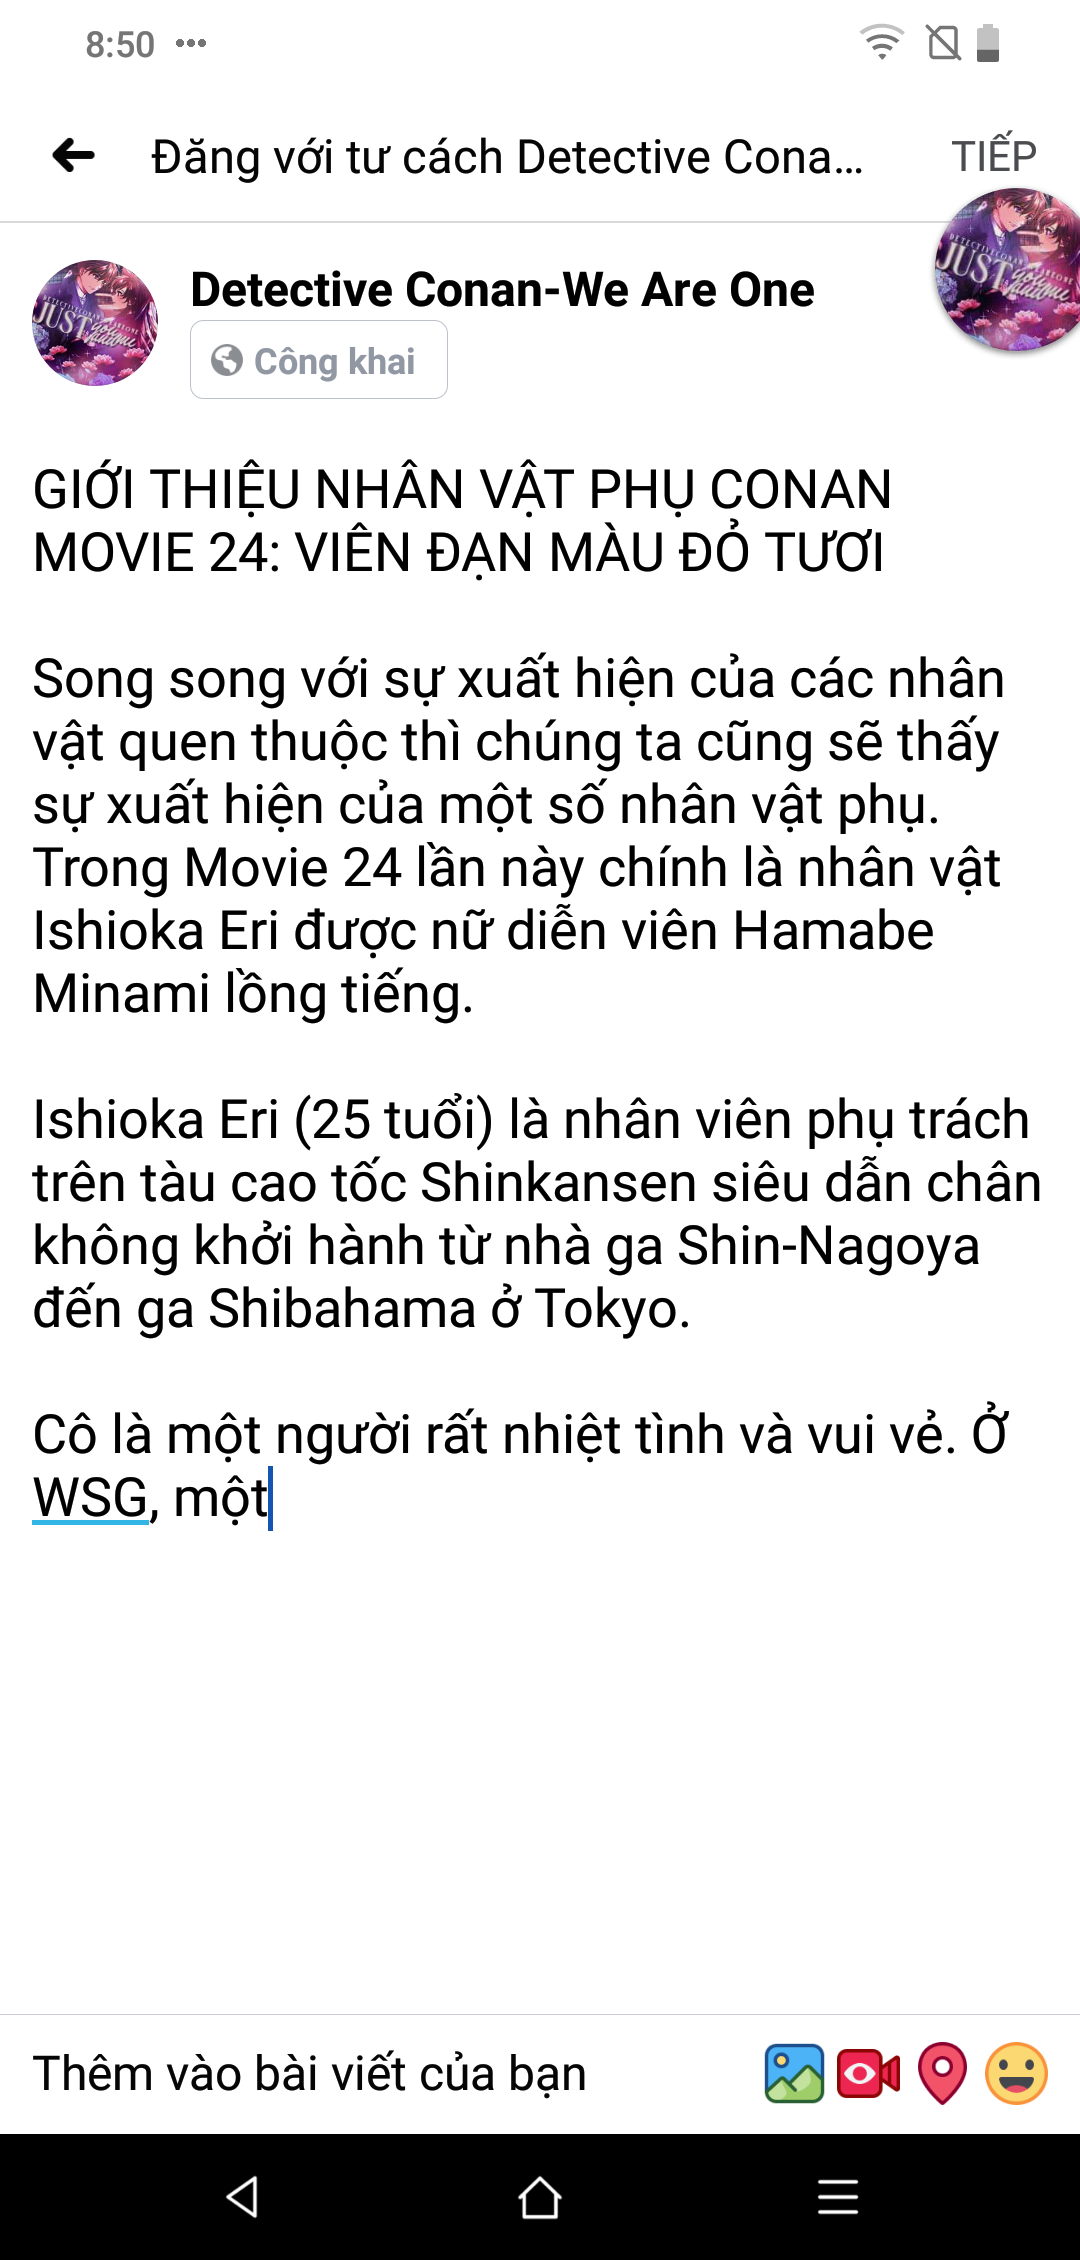 8:50
Đăng với tư cách Detective Cona...
TIẾP
Detective Conan-We Are One
Công khai
GIỚI THIỆU NHÂN VẬT PHỤ CONAN
MOVIE 24: VIÊN ĐẠN MÀU ĐỎ TƯƠI
Song song với sự xuất hiện của các nhân
vật quen thuộc thì chúng ta cũng sẽ thấy
sự xuất hiện của một số nhân vật phụ.
Trong Movie 24 lần này chính là nhân vật
Ishioka Eri được nữ diễn viên Hamabe
Minami lồng tiếng.
Ishioka Eri (25 tuổi) là nhân viên phụ trách
trên tàu cao tốc Shinkansen siêu dẫn chân
không khởi hành từ nhà ga Shin-Nagoya
đến ga Shibahama ở Tokyo.
Cô là một người rất nhiệt tình và vui vẻ. Ở
WSG, một
Thêm vào bài viết của bạn